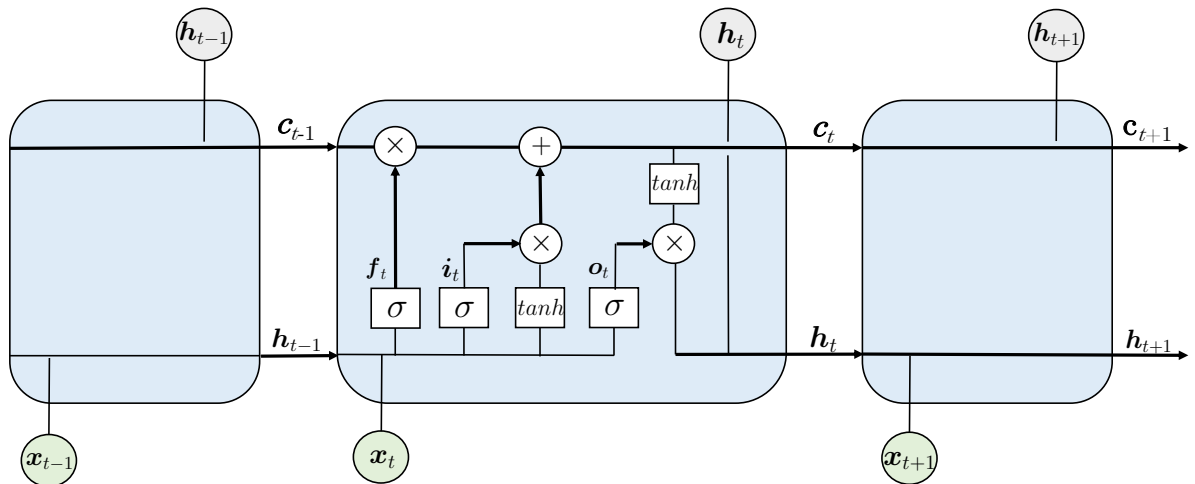 h_{t−1}
h_t
h_{t+1}
c_{t-1}
c_t
c_{t+1}
×
+
tanh
×
×
f_t
i_t
o_t
σ
σ
tanh
σ
h_{t−1}
h_t
h_{t+1}
x_{t−1}
x_t
x_{t+1}